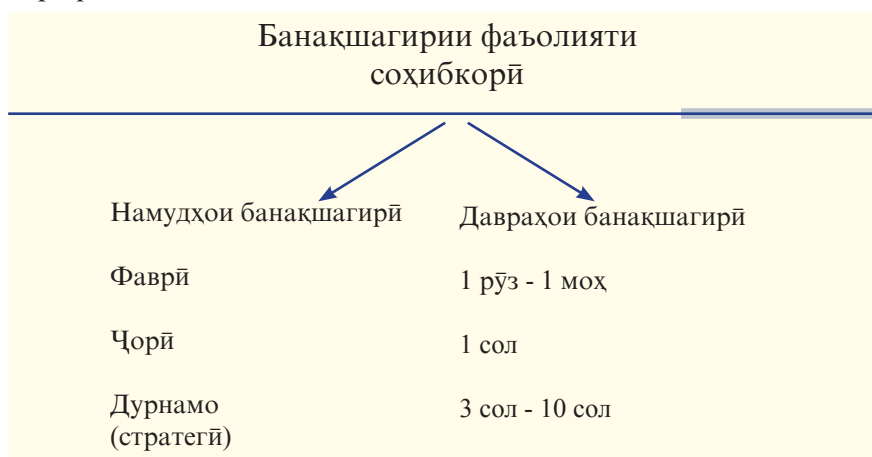 Банақшагирии фаъолияти
соҳибкорӣ
Намудҳои банақшагирӣ
Давраҳои банақшагирӣ
Фаврӣ
1 рӯз - 1 моҳ
Ҷорӣ
1 сол
Дурнамо
(стратегӣ)
3 сол - 10 сол